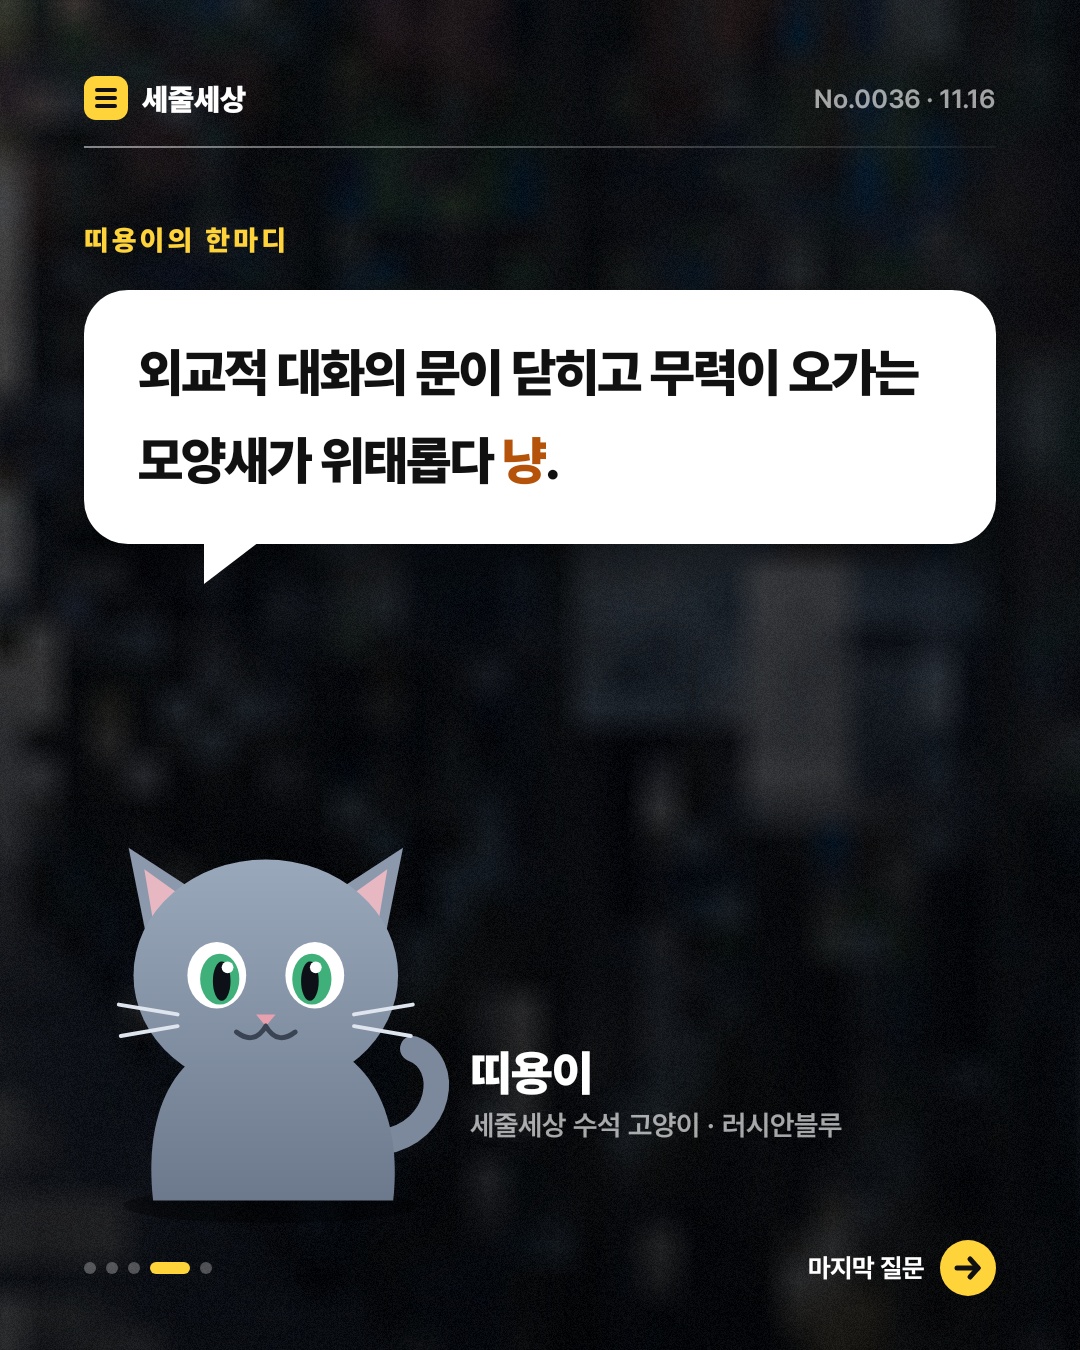 세줄세상
No.0036 · 11.16
띠용이의 한마디
외교적 대화의 문이 닫히고 무력이 오가는
모양새가 위태롭다 냥.
띠용이
세줄세상 수석 고양이 · 러시안블루
마지막 질문